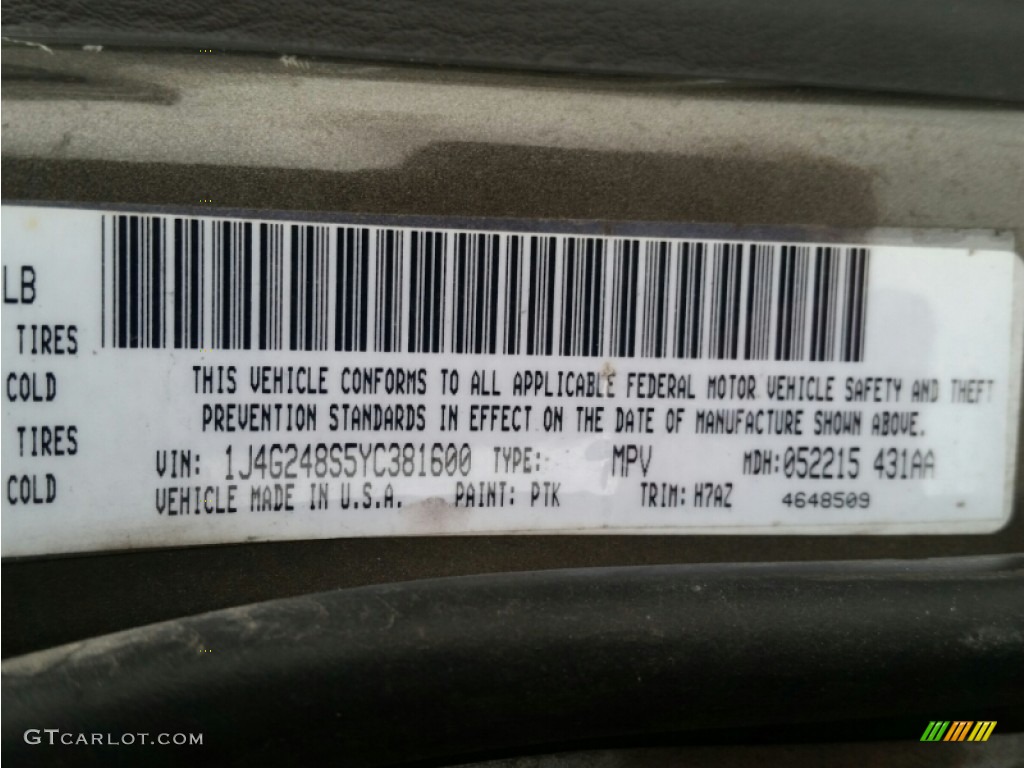 LB
TIRES
COLD
TIRES
COLD
THIS VEHICLE CONFORMS TO ALL APPLICABLE FEDERAL MOTOR VEHICLE SAFETY AND THEFT
PREVENTION STANDARDS IN EFFECT ON THE DATE OF MANUFACTURE SHOWN ABOVE.
VIN: 1J4G248S5YC381600 TYPE: MPV MDH: 052215 431AA
VEHICLE MADE IN U.S.A. PAINT: PTK TRIM: H7AZ 4648509
GTCARLOT.COM